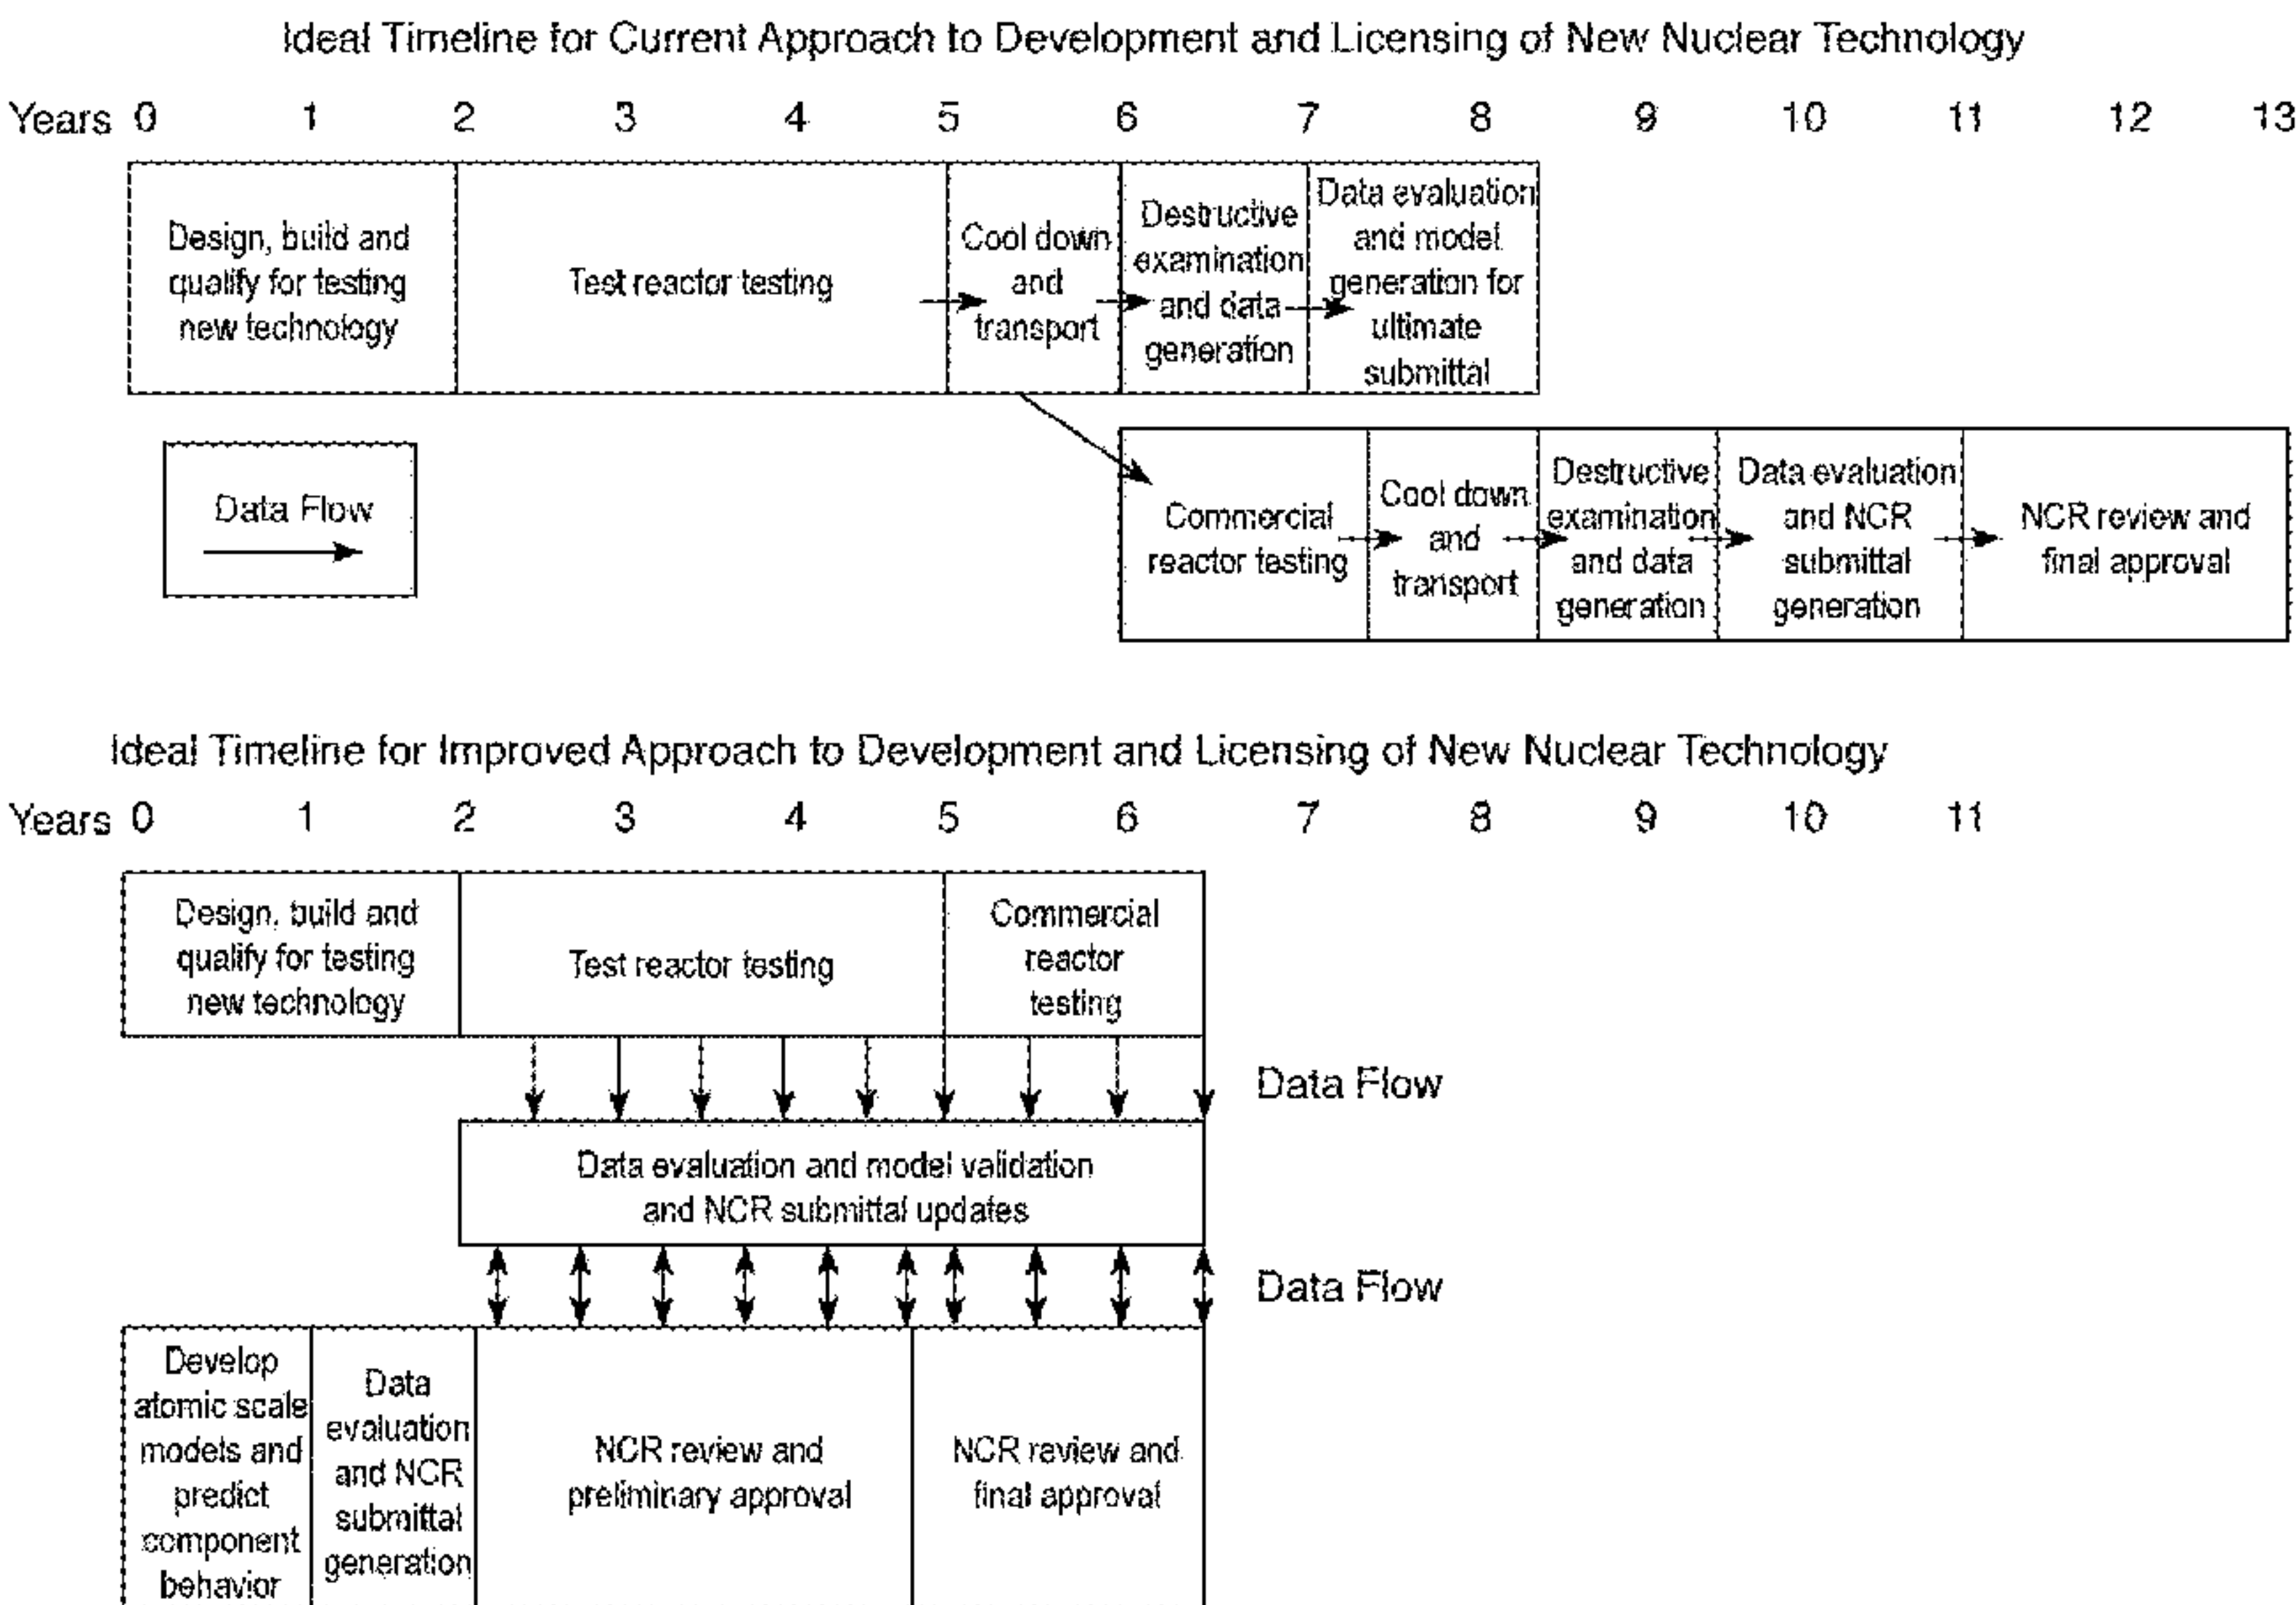 Ideal Timeline for Current Approach to Development and Licensing of New Nuclear Technology
Years 0 1 2 3 4 5 6 7 8 9 10 11 12 13
Design, build and
qualify for testing
new technology
Test reactor testing
Cool down
and
transport
Destructive
examination
and data
generation
Data evaluation
and model
generation for
ultimate
submittal
Data Flow
Commercial
reactor testing
Cool down
and
transport
Destructive
examination
and data
generation
Data evaluation
and NCR
submittal
generation
NCR review and
final approval
Ideal Timeline for Improved Approach to Development and Licensing of New Nuclear Technology
Years 0 1 2 3 4 5 6 7 8 9 10 11
Design, build and
qualify for testing
new technology
Test reactor testing
Commercial
reactor
testing
Data Flow
Data evaluation and model validation
and NCR submittal updates
Data Flow
Develop
atomic scale
models and
predict
component
behavior
Data
evaluation
and NCR
submittal
generation
NCR review and
preliminary approval
NCR review and
final approval